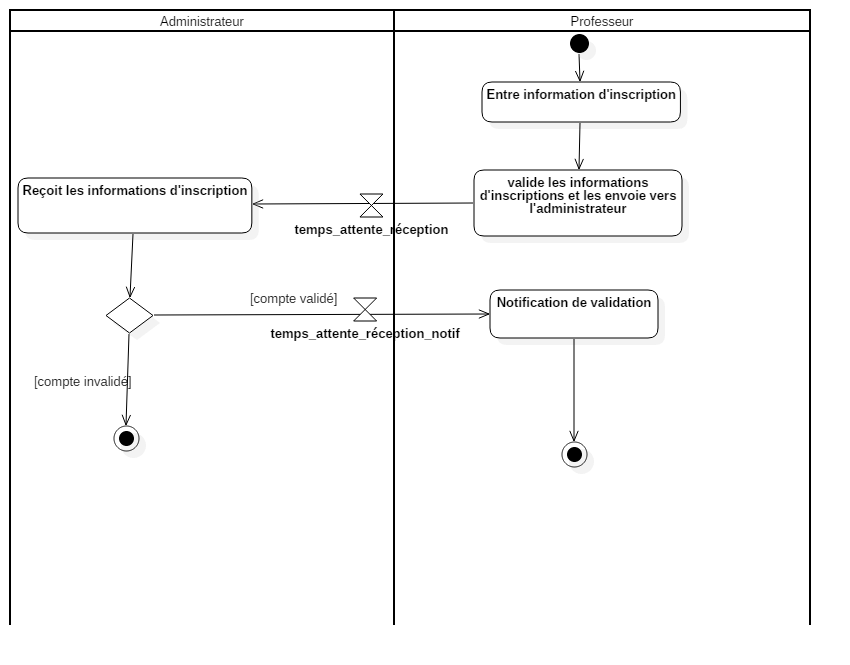 Administrateur
Professeur
Entre information d'inscription
Reçoit les informations d'inscription
valide les informations
d'inscriptions et les envoie vers
l'administrateur
temps_attente_réception
[compte validé]
Notification de validation
temps_attente_réception_notif
[compte invalidé]